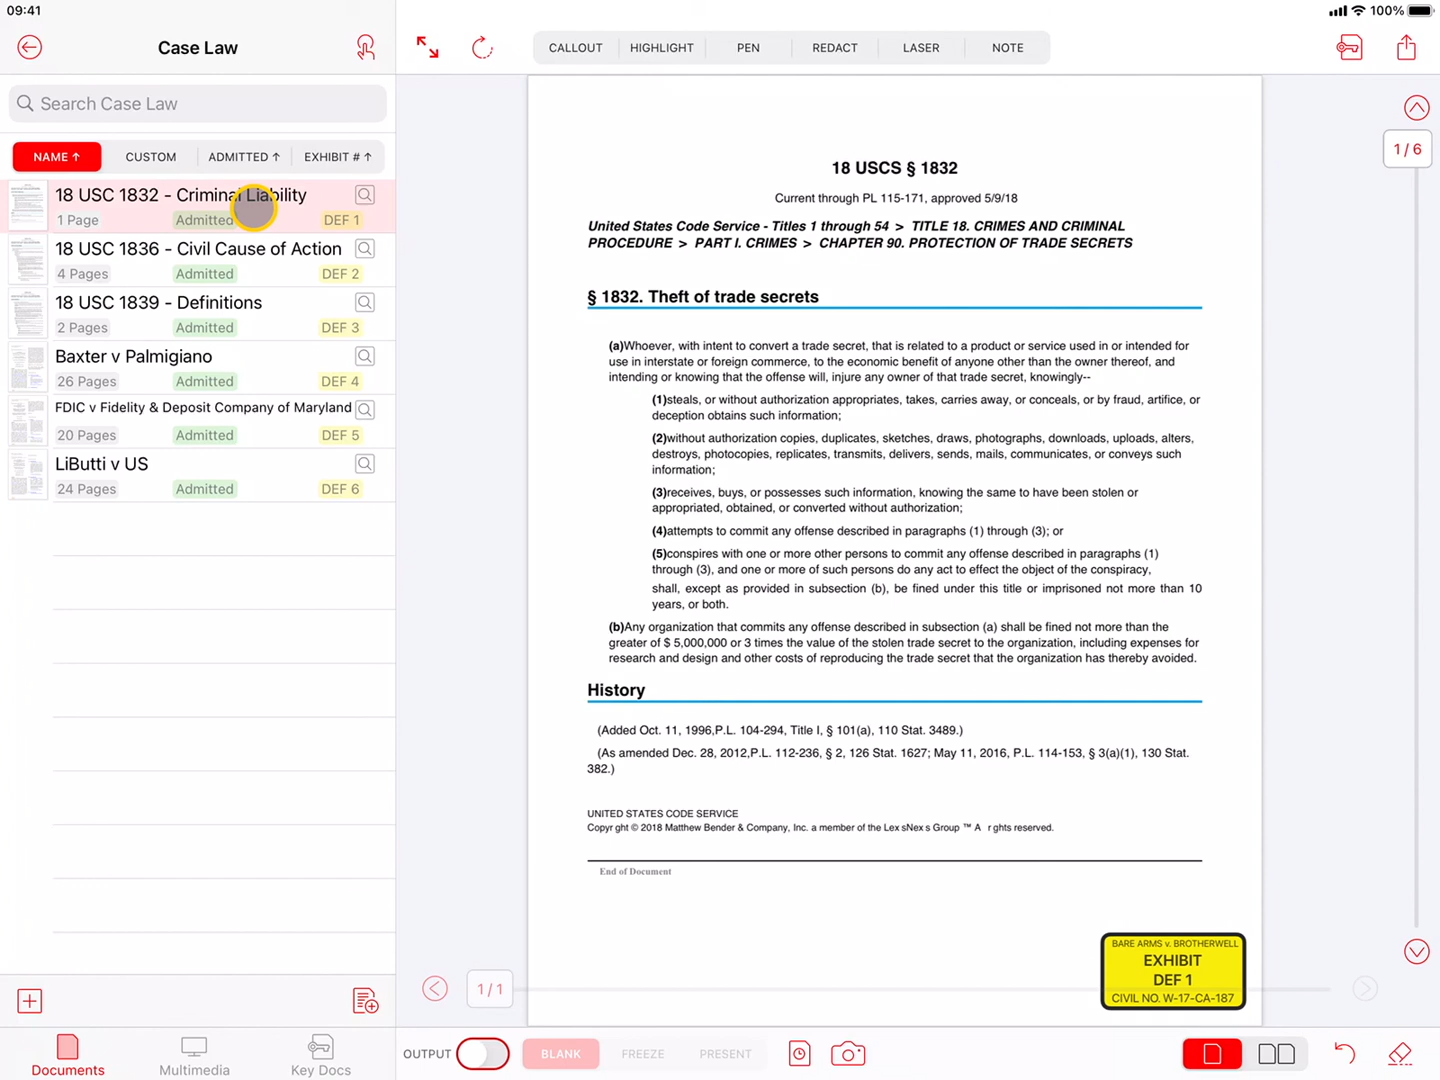 09:41
100%
Case Law
CALLOUT
HIGHLIGHT
PEN
REDACT
LASER
NOTE
Search Case Law
NAME ↑
CUSTOM
ADMITTED ↑
EXHIBIT # ↑
18 USC 1832 - Criminal Liability
1 Page
Admitted
DEF 1
18 USC 1836 - Civil Cause of Action
4 Pages
Admitted
DEF 2
18 USC 1839 - Definitions
2 Pages
Admitted
DEF 3
Baxter v Palmigiano
26 Pages
Admitted
DEF 4
FDIC v Fidelity & Deposit Company of Maryland
20 Pages
Admitted
DEF 5
LiButti v US
24 Pages
Admitted
DEF 6
Documents
Multimedia
Key Docs
1 / 6
18 USCS § 1832
Current through PL 115-171, approved 5/9/18
United States Code Service - Titles 1 through 54 > TITLE 18. CRIMES AND CRIMINAL
PROCEDURE > PART I. CRIMES > CHAPTER 90. PROTECTION OF TRADE SECRETS
§ 1832. Theft of trade secrets
(a)Whoever, with intent to convert a trade secret, that is related to a product or service used in or intended for
use in interstate or foreign commerce, to the economic benefit of anyone other than the owner thereof, and
intending or knowing that the offense will, injure any owner of that trade secret, knowingly--
(1)steals, or without authorization appropriates, takes, carries away, or conceals, or by fraud, artifice, or
deception obtains such information;
(2)without authorization copies, duplicates, sketches, draws, photographs, downloads, uploads, alters,
destroys, photocopies, replicates, transmits, delivers, sends, mails, communicates, or conveys such
information;
(3)receives, buys, or possesses such information, knowing the same to have been stolen or
appropriated, obtained, or converted without authorization;
(4)attempts to commit any offense described in paragraphs (1) through (3); or
(5)conspires with one or more other persons to commit any offense described in paragraphs (1)
through (3), and one or more of such persons do any act to effect the object of the conspiracy,
shall, except as provided in subsection (b), be fined under this title or imprisoned not more than 10
years, or both.
(b)Any organization that commits any offense described in subsection (a) shall be fined not more than the
greater of $ 5,000,000 or 3 times the value of the stolen trade secret to the organization, including expenses for
research and design and other costs of reproducing the trade secret that the organization has thereby avoided.
History
(Added Oct. 11, 1996,P.L. 104-294, Title I, § 101(a), 110 Stat. 3489.)
(As amended Dec. 28, 2012,P.L. 112-236, § 2, 126 Stat. 1627; May 11, 2016, P.L. 114-153, § 3(a)(1), 130 Stat.
382.)
UNITED STATES CODE SERVICE
Copyr ght © 2018 Matthew Bender & Company, Inc. a member of the Lex sNex s Group ™ A r ghts reserved.
End of Document
BARE ARMS v. BROTHERWELL
EXHIBIT
DEF 1
CIVIL NO. W-17-CA-187
1 / 1
OUTPUT
BLANK
FREEZE
PRESENT